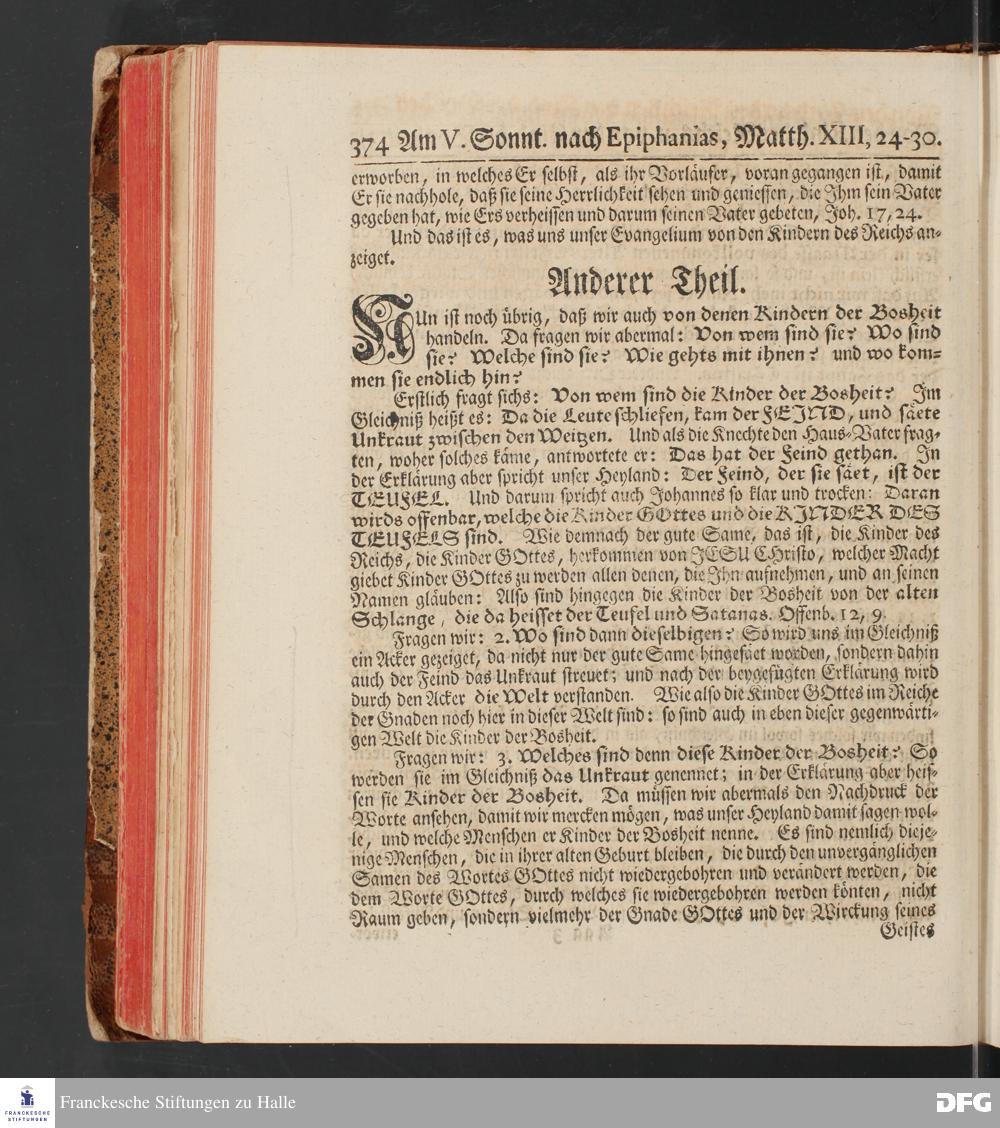 374 Am V. Sonnt. nach Epiphanias, Matth. XIII, 24-30.
erworben, in welches Er selbst, als ihr Vorläufer, voran gegangen ist, damit
Er sie nachhole, daß sie seine Herrlichkeit sehen und geniessen, die Ihm sein Vater
gegeben hat, wie Ers verheissen und darum seinen Vater gebeten, Joh. 17, 24.
Und das ist es, was uns unser Evangelium von den Kindern des Reichs an-
zeiget.
Anderer Theil.
NUn ist noch übrig, daß wir auch von denen Kindern der Bosheit
handeln. Da fragen wir abermal: Von wem sind sie? Wo sind
sie? Welche sind sie? Wie gehts mit ihnen? und wo kom-
men sie endlich hin?
Erstlich fragt sichs: Von wem sind die Kinder der Bosheit? Im
Gleichniß heißt es: Da die Leute schliefen, kam der FEIND, und säete
Unkraut zwischen den Weitzen. Und als die Knechte den Haus-Vater frag-
ten, woher solches käme, antwortete er: Das hat der Feind gethan. In
der Erklärung aber spricht unser Heyland: Der Feind, der sie säet, ist der
TEUFEL. Und darum spricht auch Johannes so klar und trocken: Daran
wirds offenbar, welche die Kinder GOttes und die KINDER DES
TEUFELS sind. Wie demnach der gute Same, das ist, die Kinder des
Reichs, die Kinder GOttes, herkommen von JESU CHristo, welcher Macht
giebet Kinder GOttes zu werden allen denen, die Ihn aufnehmen, und an seinen
Namen gläuben: Also sind hingegen die Kinder der Bosheit von der alten
Schlange, die da heisset der Teufel und Satanas. Offenb. 12, 9.
Fragen wir: 2. Wo sind dann dieselbigen? So wird uns im Gleichniß
ein Acker gezeiget, da nicht nur der gute Same hingesäet worden, sondern dahin
auch der Feind das Unkraut streuet; und nach der beygefügten Erklärung wird
durch den Acker die Welt verstanden. Wie also die Kinder GOttes im Reiche
der Gnaden noch hier in dieser Welt sind: so sind auch in eben dieser gegenwärti-
gen Welt die Kinder der Bosheit.
Fragen wir: 3. Welches sind denn diese Kinder der Bosheit? So
werden sie im Gleichniß das Unkraut genennet; in der Erklärung aber heis-
sen sie Kinder der Bosheit. Da müssen wir abermals den Nachdruck der
Worte ansehen, damit wir mercken mögen, was unser Heyland damit sagen wol-
le, und welche Menschen er Kinder der Bosheit nenne. Es sind nemlich dieje-
nige Menschen, die in ihrer alten Geburt bleiben, die durch den unvergänglichen
Samen des Wortes GOttes nicht wiedergebohren und verändert werden, die
dem Worte GOttes, durch welches sie wiedergebohren werden könten, nicht
Raum geben, sondern vielmehr der Gnade GOttes und der Wirckung seines
Geistes
FRANCKESCHE
STIFTUNGEN
Franckesche Stiftungen zu Halle
DFG